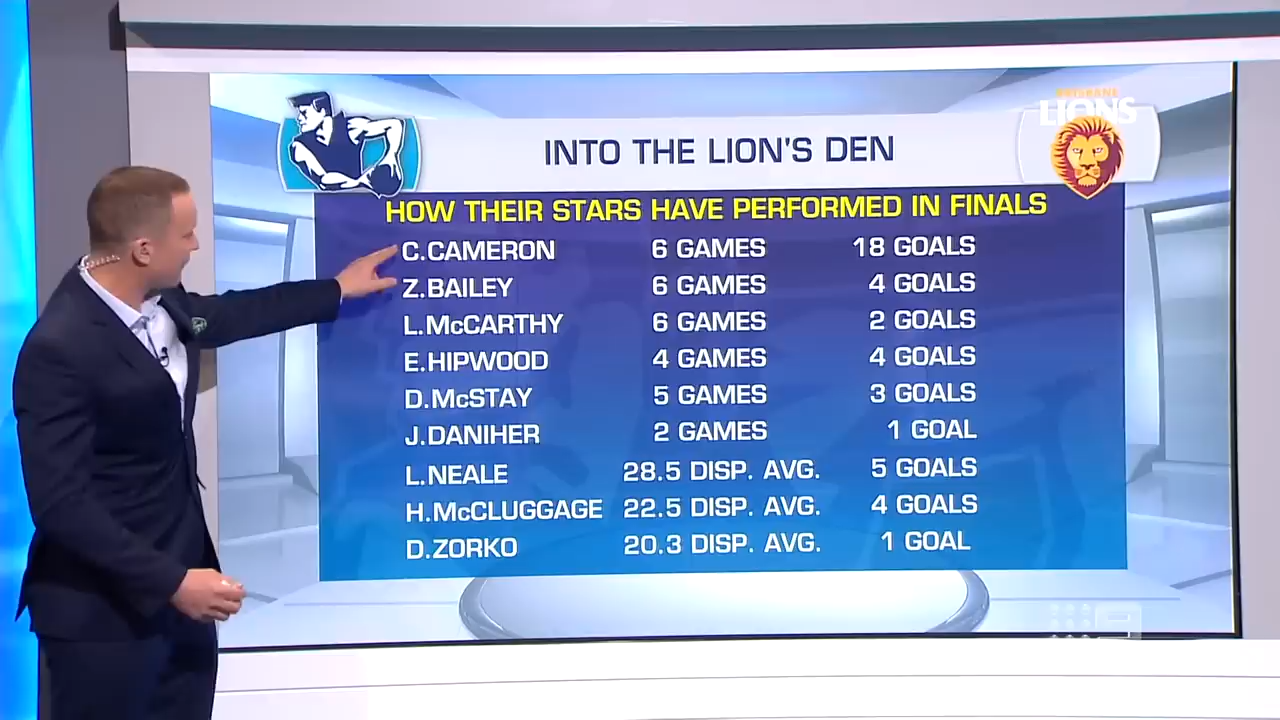 BRISBANE
LIONS
INTO THE LION'S DEN
HOW THEIR STARS HAVE PERFORMED IN FINALS
C.CAMERON 6 GAMES 18 GOALS
Z.BAILEY 6 GAMES 4 GOALS
L.McCARTHY 6 GAMES 2 GOALS
E.HIPWOOD 4 GAMES 4 GOALS
D.McSTAY 5 GAMES 3 GOALS
J.DANIHER 2 GAMES 1 GOAL
L.NEALE 28.5 DISP. AVG. 5 GOALS
H.McCLUGGAGE 22.5 DISP. AVG. 4 GOALS
D.ZORKO 20.3 DISP. AVG. 1 GOAL